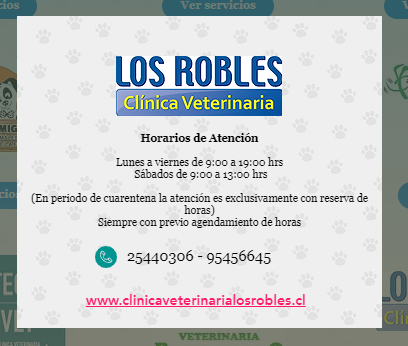 Ver servicios
LOS ROBLES
Clínica Veterinaria
Horarios de Atención
Lunes a viernes de 9:00 a 19:00 hrs
Sábados de 9:00 a 13:00 hrs
(En periodo de cuarentena la atención es exclusivamente con reserva de
horas)
Siempre con previo agendamiento de horas
25440306 - 95456645
www.clinicaveterinarialosrobles.cl
VETERINARIA